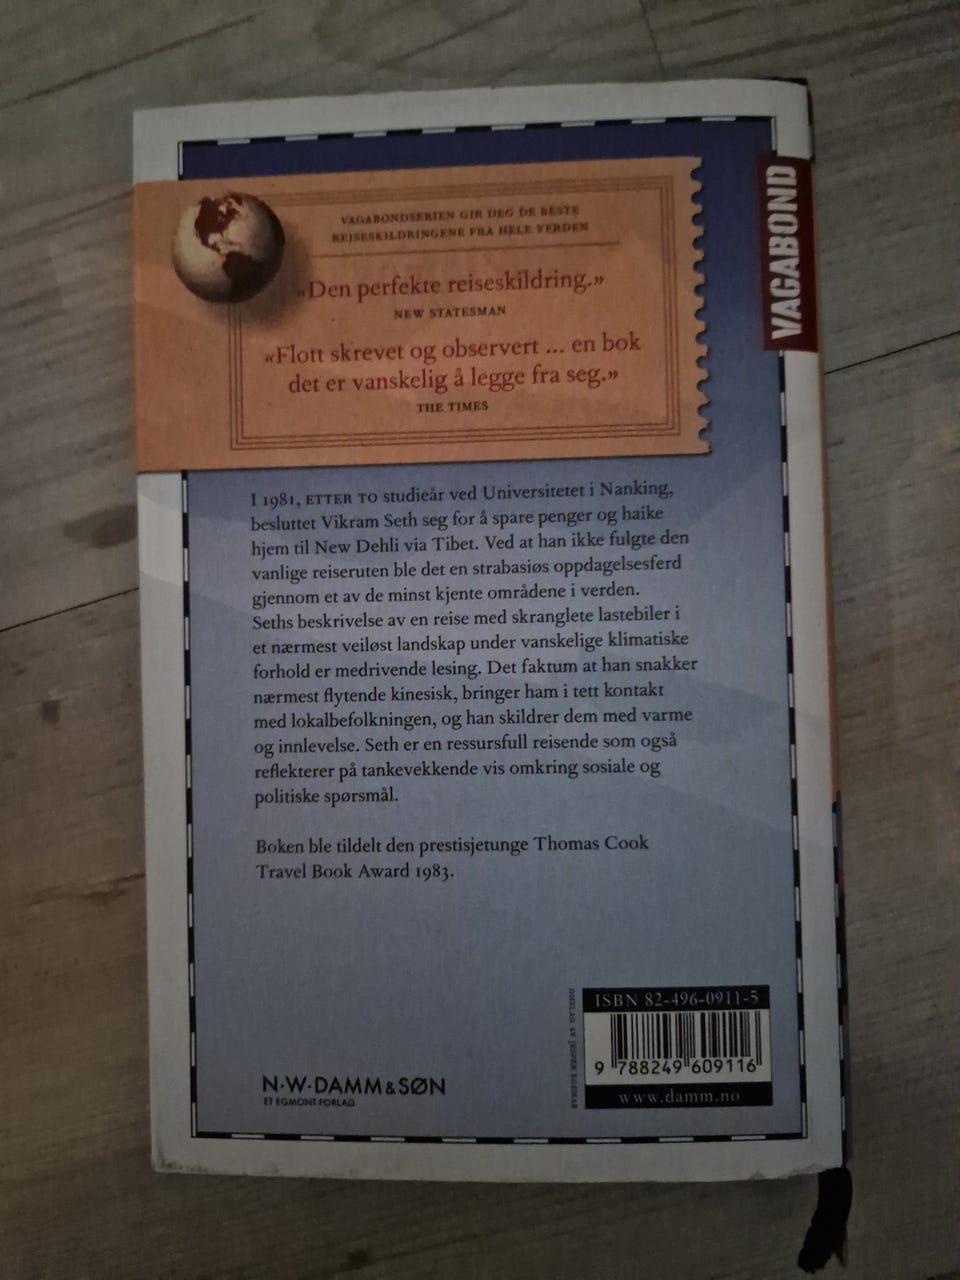 VAGABOND
VAGABONDSERIEN GIR DEG DE BESTE
REISESKILDRINGENE FRA HELE VERDEN
«Den perfekte reiseskildring.»
NEW STATESMAN
«Flott skrevet og observert ... en bok
det er vanskelig å legge fra seg.»
THE TIMES
I 1981, ETTER TO studieår ved Universitetet i Nanking,
besluttet Vikram Seth seg for å spare penger og haike
hjem til New Dehli via Tibet. Ved at han ikke fulgte den
vanlige reiseruten ble det en strabasiøs oppdagelsesferd
gjennom et av de minst kjente områdene i verden.
Seths beskrivelse av en reise med skranglete lastebiler i
et nærmest veiløst landskap under vanskelige klimatiske
forhold er medrivende lesing. Det faktum at han snakker
nærmest flytende kinesisk, bringer ham i tett kontakt
med lokalbefolkningen, og han skildrer dem med varme
og innlevelse. Seth er en ressursfull reisende som også
reflekterer på tankevekkende vis omkring sosiale og
politiske spørsmål.
Boken ble tildelt den prestisjetunge Thomas Cook
Travel Book Award 1983.
N·W·DAMM & SØN
ET EGMONT-FORLAG
OMSLAG AV JESPER
ISBN 82-496-0911-5
9 788249 609116
www.damm.no